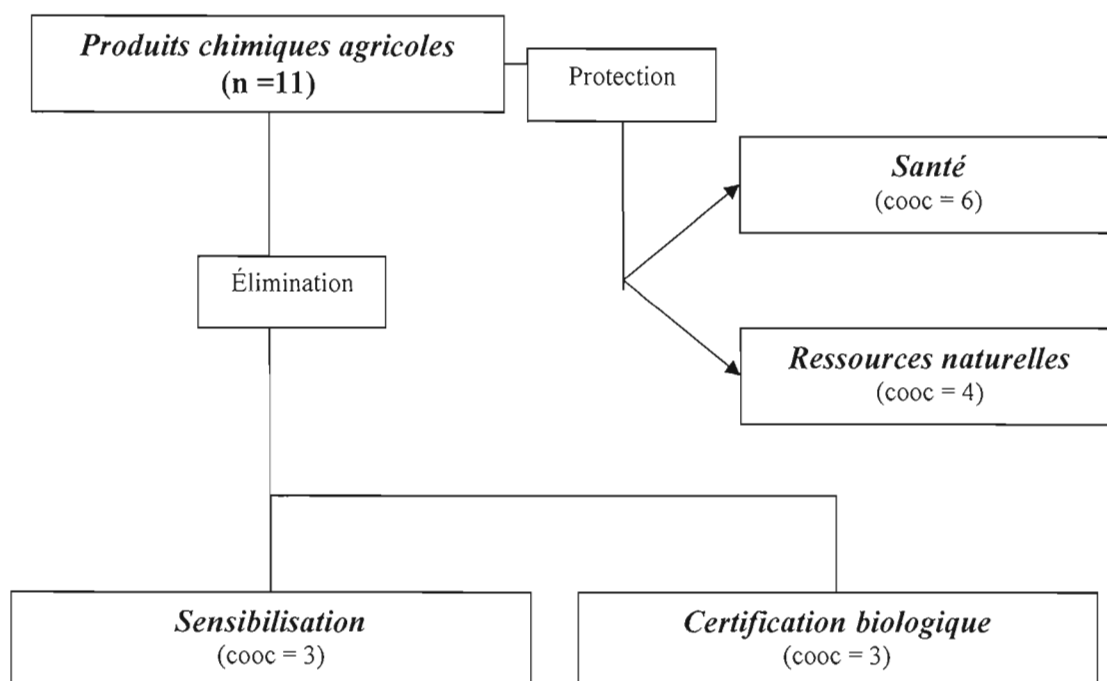 Produits chimiques agricoles
(n =11)
Protection
Santé
(cooc = 6)
Élimination
Ressources naturelles
(cooc = 4)
Sensibilisation
(cooc = 3)
Certification biologique
(cooc = 3)